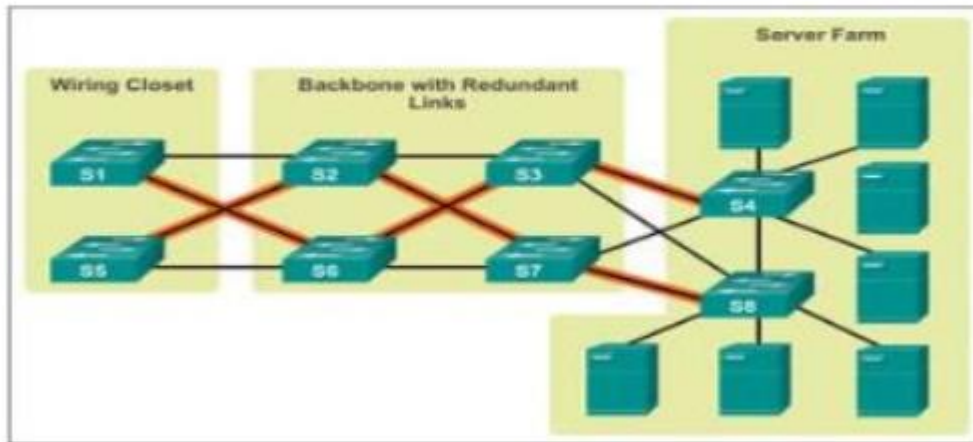 Server Farm
Wiring Closet
Backbone with Redundant
Links
S1
S2
S3
S4
S5
S6
S7
S8